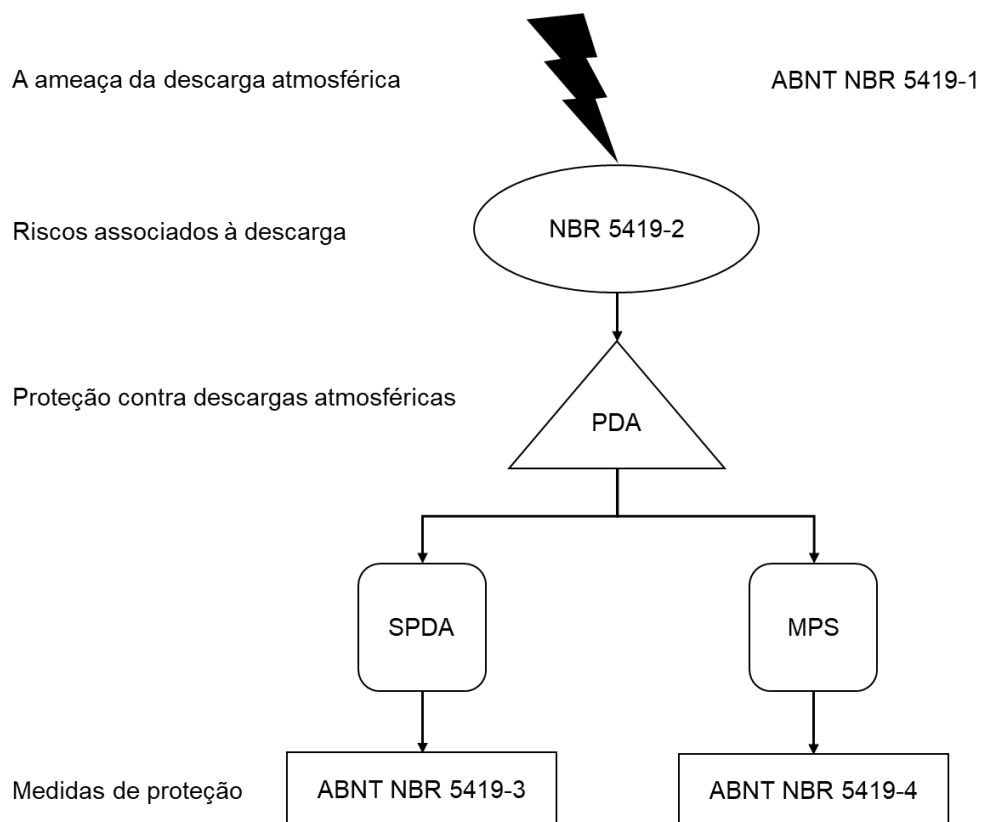 A ameaça da descarga atmosférica
ABNT NBR 5419-1
Riscos associados à descarga
NBR 5419-2
Proteção contra descargas atmosféricas
PDA
SPDA
MPS
Medidas de proteção
ABNT NBR 5419-3
ABNT NBR 5419-4